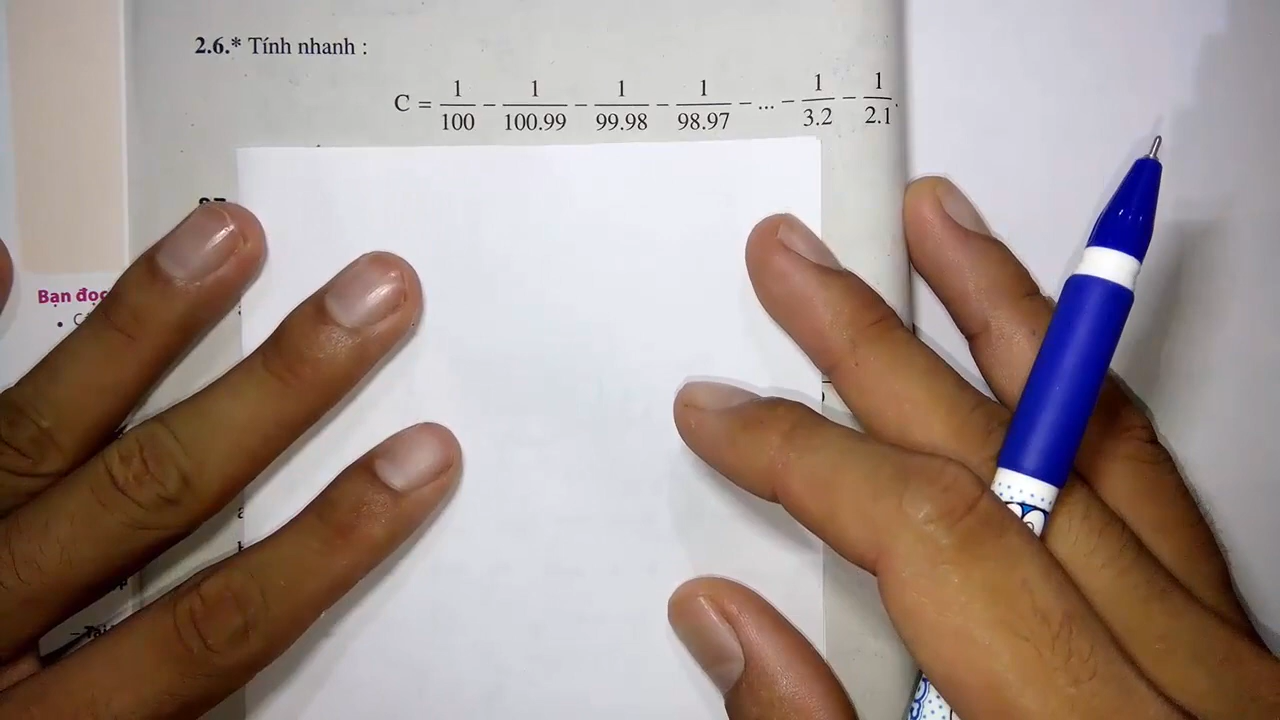 2.6.* Tính nhanh :
C = 1/100 − 1/100.99 − 1/99.98 − 1/98.97 − ... − 1/3.2 − 1/2.1.
Bạn đọc